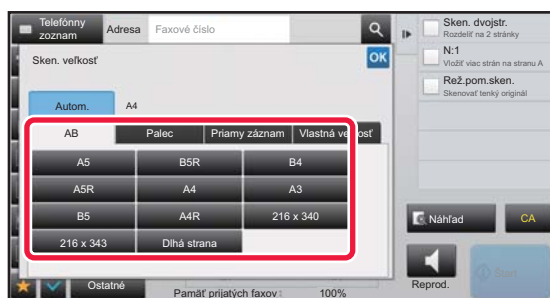 Telefónny
zoznam
Adresa
Faxové číslo
Sken. veľkosť
OK
Autom.
A4
AB
Palec
Priamy záznam
Vlastná veľkosť
A5
B5R
B4
A5R
A4
A3
B5
A4R
216 x 340
216 x 343
Dlhá strana
Ostatné
Pamäť prijatých faxov :
100%
Sken. dvojstr.
Rozdeliť na 2 stránky
N:1
Vložiť viac strán na stranu A
Rež.pom.sken.
Skenovať tenký originál
Náhľad
CA
Reprod.
Štart